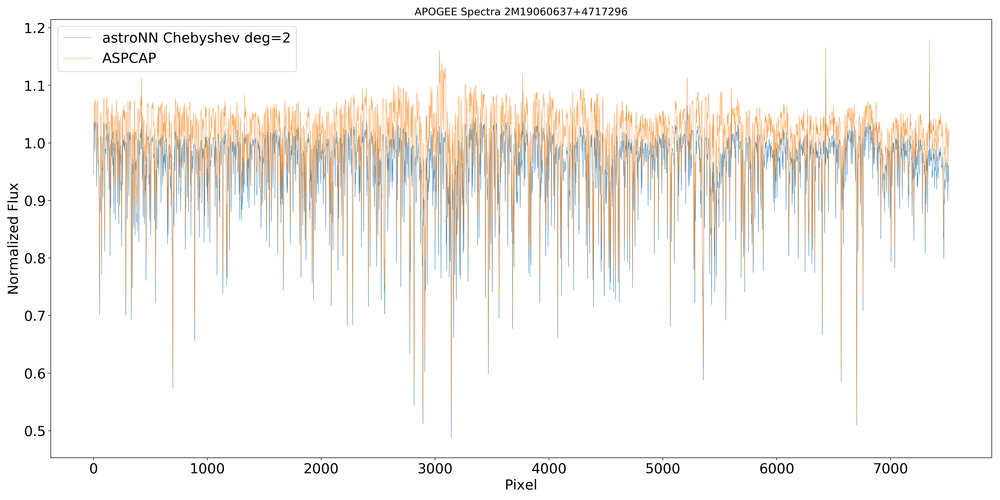 APOGEE Spectra 2M19060637+4717296
astroNN Chebyshev deg=2
ASPCAP
Normalized Flux
1.2
1.1
1.0
0.9
0.8
0.7
0.6
0.5
0 1000 2000 3000 4000 5000 6000 7000
Pixel